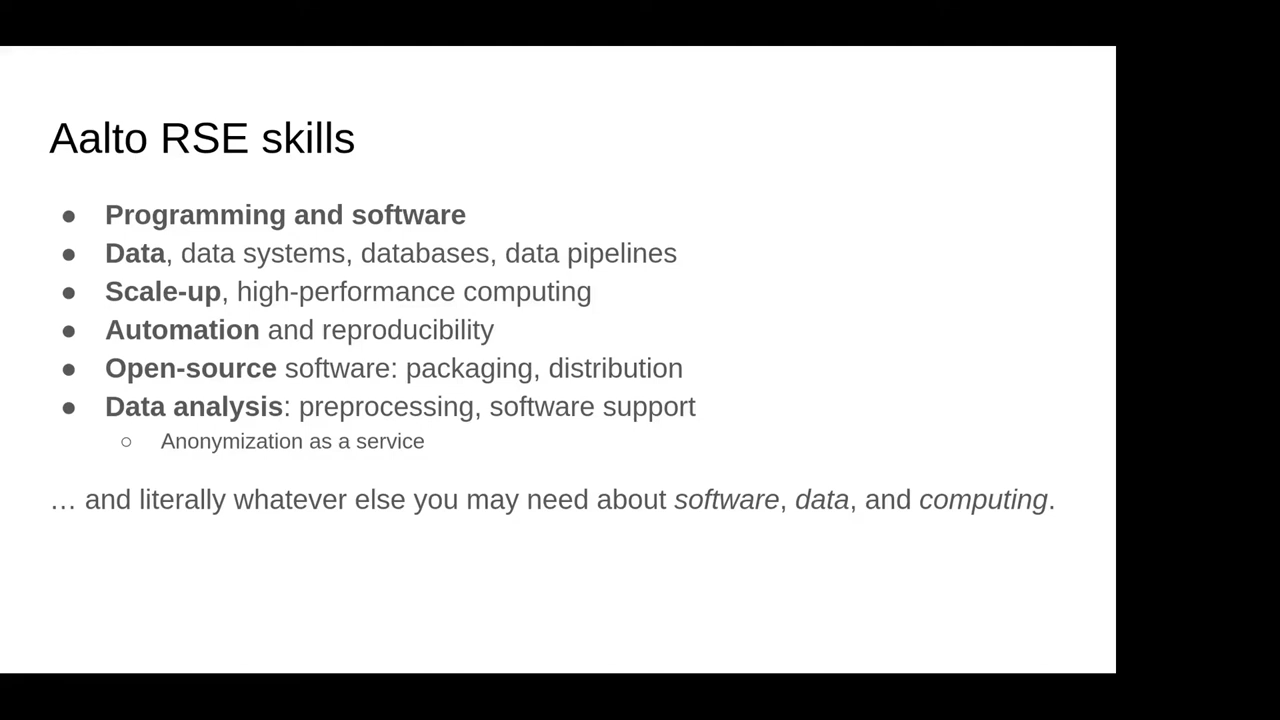 Aalto RSE skills
● Programming and software
● Data, data systems, databases, data pipelines
● Scale-up, high-performance computing
● Automation and reproducibility
● Open-source software: packaging, distribution
● Data analysis: preprocessing, software support
○ Anonymization as a service
… and literally whatever else you may need about software, data, and computing.